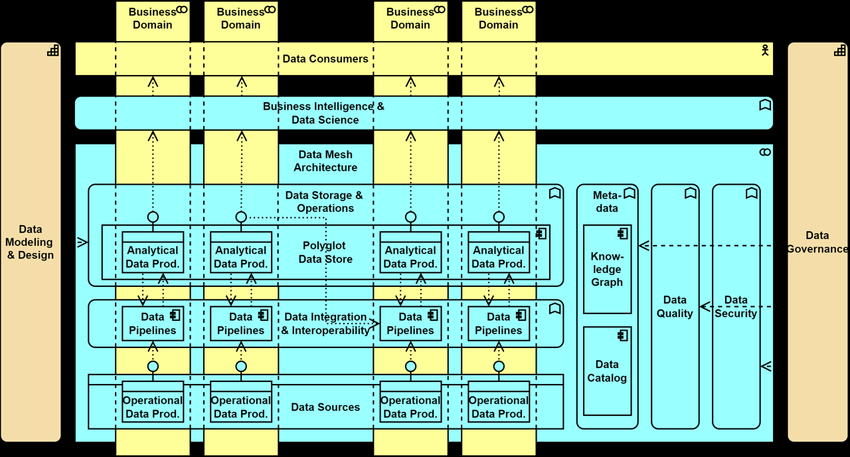 Business
Domain
Business
Domain
Business
Domain
Business
Domain
Data Consumers
Business Intelligence &
Data Science
Data Mesh
Architecture
Data
Modeling
& Design
Data
Governance
Data Storage &
Operations
Polyglot
Data Store
Analytical
Data Prod.
Analytical
Data Prod.
Analytical
Data Prod.
Analytical
Data Prod.
Data
Pipelines
Data
Pipelines
Data Integration
& Interoperability
Data
Pipelines
Data
Pipelines
Operational
Data Prod.
Operational
Data Prod.
Data Sources
Operational
Data Prod.
Operational
Data Prod.
Meta-
data
Know-
ledge
Graph
Data
Catalog
Data
Quality
Data
Security